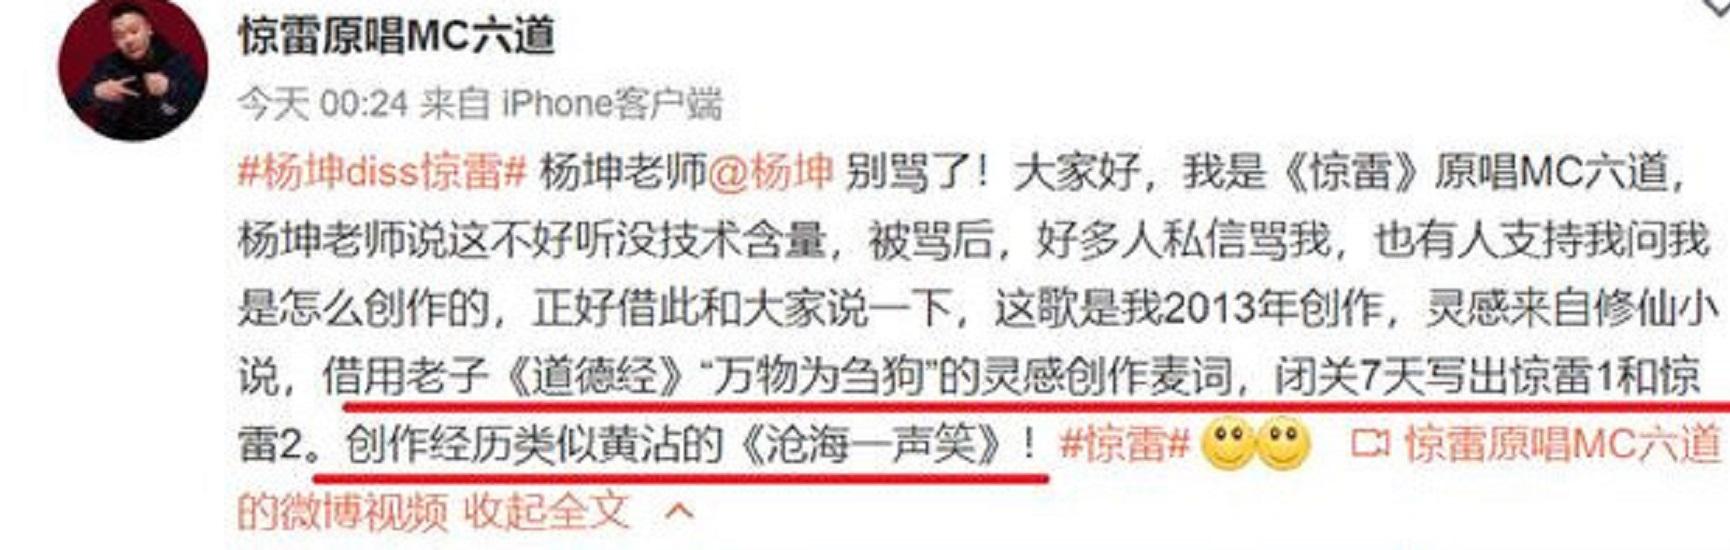 惊雷原唱MC六道
今天 00:24 来自 iPhone客户端
#杨坤diss惊雷# 杨坤老师@杨坤 别骂了！大家好，我是《惊雷》原唱MC六道，
杨坤老师说这不好听没技术含量，被骂后，好多人私信骂我，也有人支持我问我
是怎么创作的，正好借此和大家说一下，这歌是我2013年创作，灵感来自修仙小
说，借用老子《道德经》“万物为刍狗”的灵感创作麦词，闭关7天写出惊雷1和惊
雷2。创作经历类似黄沾的《沧海一声笑》！#惊雷# 惊雷原唱MC六道
的微博视频 收起全文